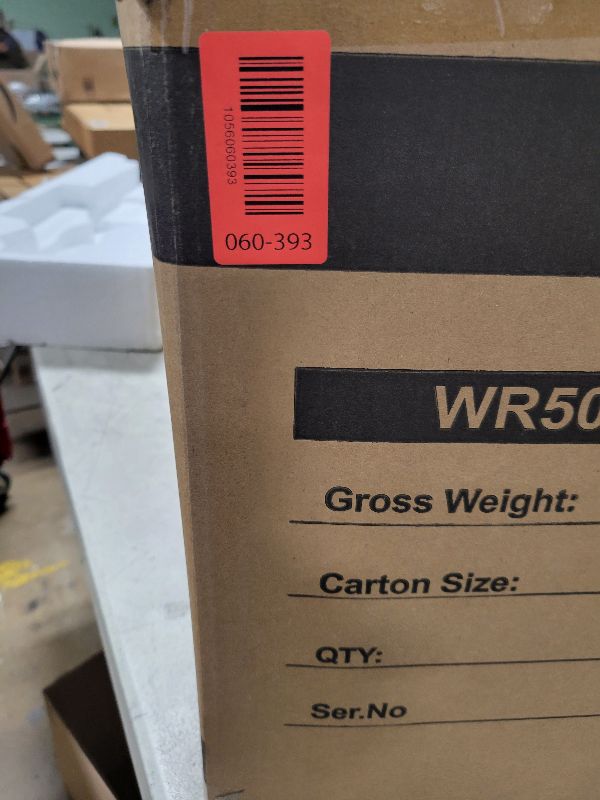 1056060393
060-393
WR50
Gross Weight:
Carton Size:
QTY:
Ser.No